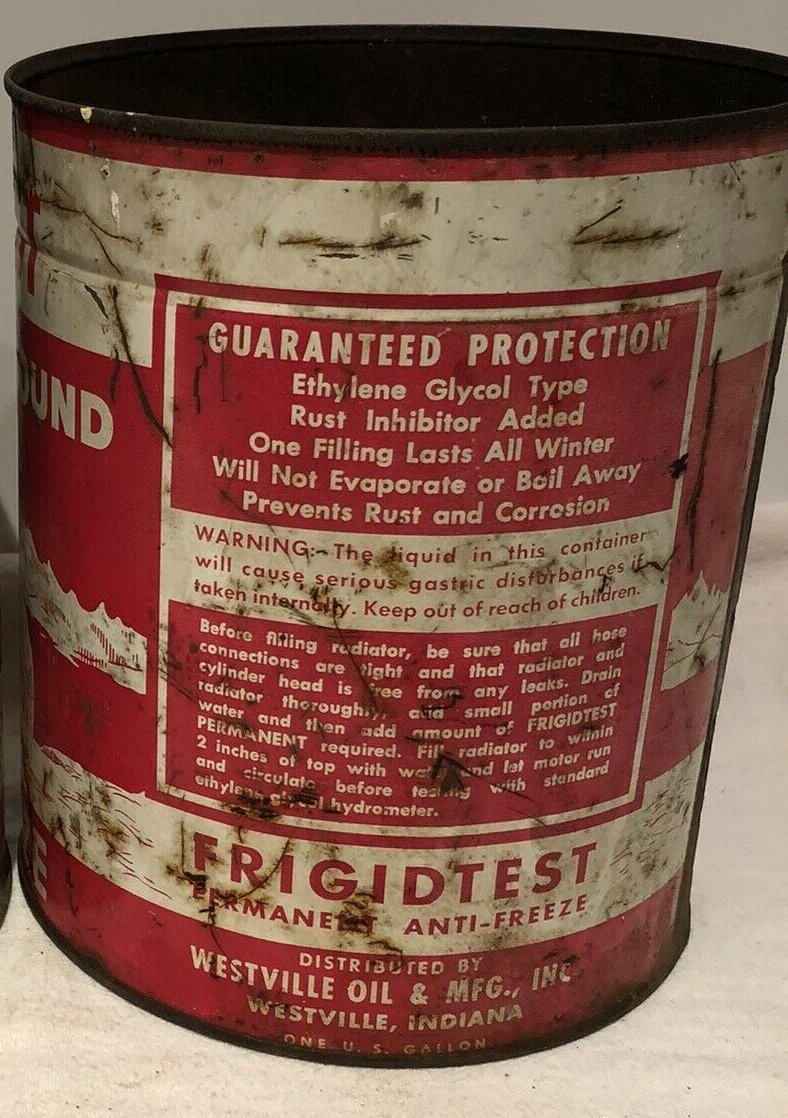 GUARANTEED PROTECTION
Ethylene Glycol Type
Rust Inhibitor Added
One Filling Lasts All Winter
Will Not Evaporate or Boil Away
Prevents Rust and Corrosion
WARNING:- The liquid in this container
will cause serious gastric disturbances if
taken internally. Keep out of reach of children.
Before filling radiator, be sure that all hose
connections are tight and that radiator and
cylinder head is free from any leaks. Drain
radiator thoroughly, add small portion of
water and then add amount of FRIGIDTEST
PERMANENT required. Fill radiator to within
2 inches of top with water and let motor run
and circulate before testing with standard
ethylene glycol hydrometer.
OUND
E
FRIGIDTEST
PERMANENT ANTI-FREEZE
DISTRIBUTED BY
WESTVILLE OIL & MFG., INC.
WESTVILLE, INDIANA
ONE U. S. GALLON